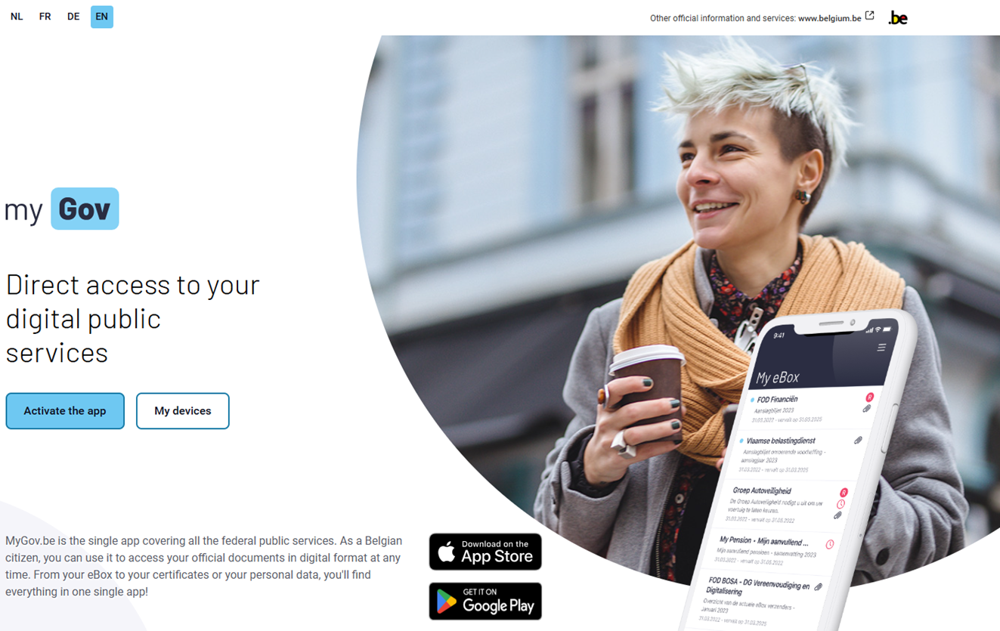 NL FR DE EN
Other official information and services: www.belgium.be
.be
my Gov
Direct access to your
digital public
services
Activate the app
My devices
MyGov.be is the single app covering all the federal public services. As a Belgian
citizen, you can use it to access your official documents in digital format at any
time. From your eBox to your certificates or your personal data, you'll find
everything in one single app!
Download on the
App Store
GET IT ON
Google Play
9:41
My eBox
FOD Financiën
R
Aanslagbiljet 2023
31.03.2022 - vervalt op 31.03.2025
Vlaamse belastingdienst
Aanslagbiljet onroerende voorheffing -
aanslagjaar 2023
31.03.2022 - vervalt op 31.03.2025
Groep Autoveiligheid
R
De Groep Autoveiligheid nodigt u uit om uw
voertuig te laten keuren.
31.03.2022 - vervalt op 31.03.2022
My Pension • Mijn aanvullend ...
Mijn aanvullend pensioen - samenvatting 2023
31.03.2022 - vervalt op 31.03.2022
FOD BOSA - DG Vereenvoudiging en
Digitalisering
Overzicht van de actuele eBox verzenders -
Januari 2023
31.03.2022 - vervalt op 31.03.2025